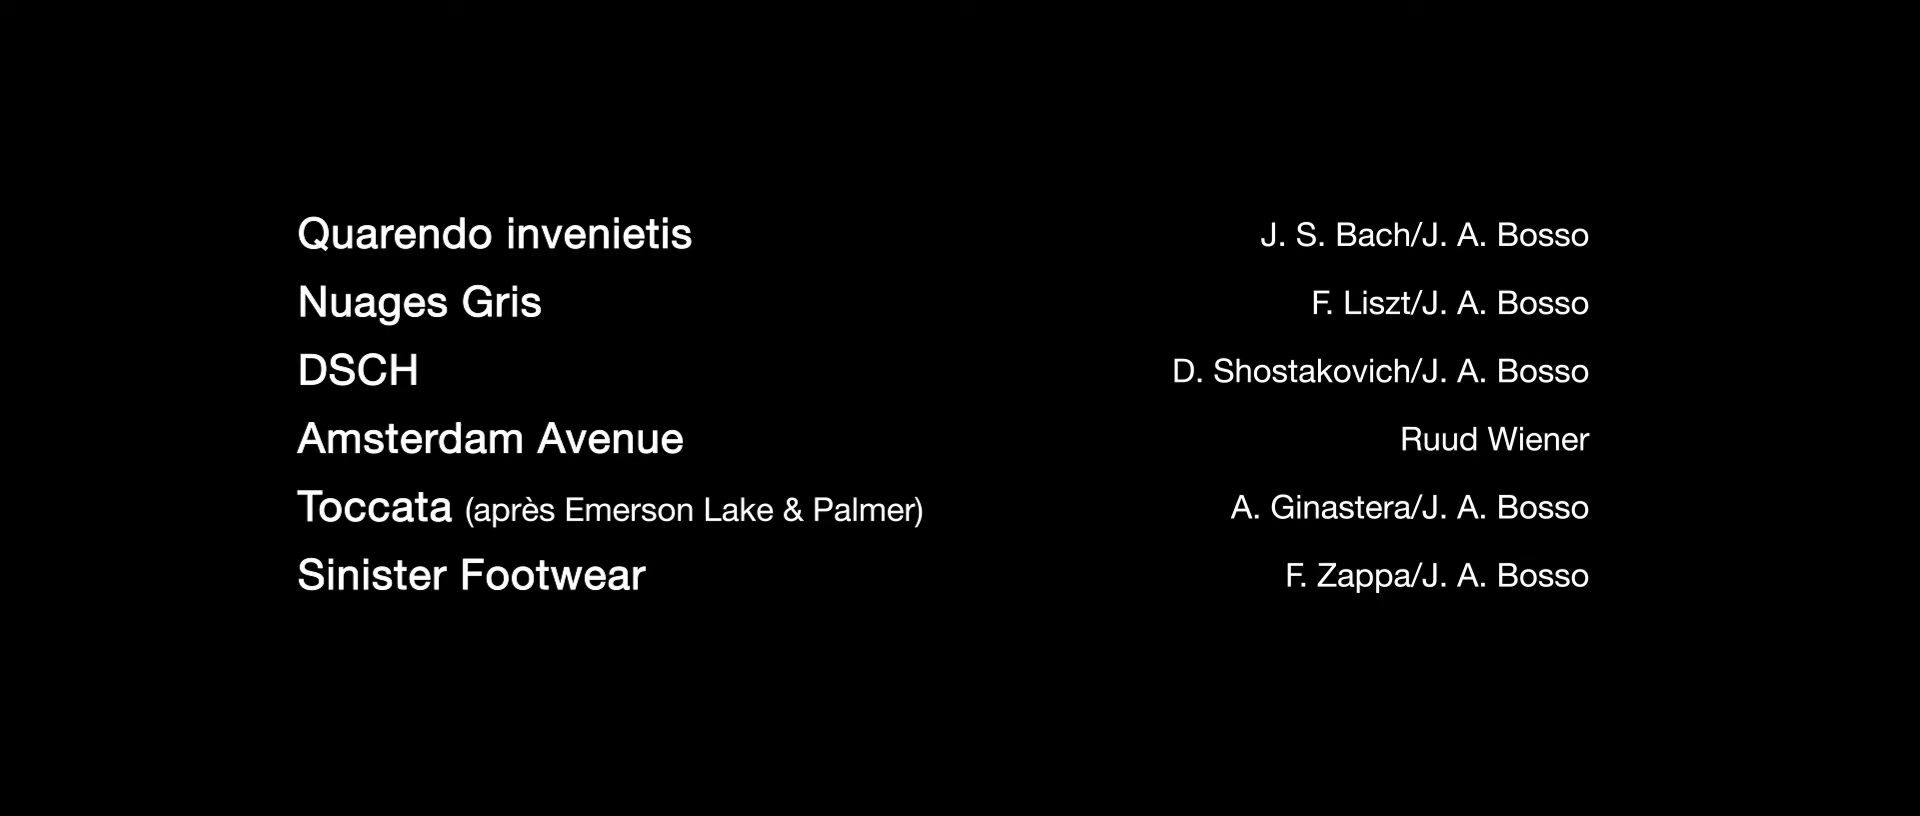 Quarendo invenietis J. S. Bach/J. A. Bosso
Nuages Gris F. Liszt/J. A. Bosso
DSCH D. Shostakovich/J. A. Bosso
Amsterdam Avenue Ruud Wiener
Toccata (après Emerson Lake & Palmer) A. Ginastera/J. A. Bosso
Sinister Footwear F. Zappa/J. A. Bosso